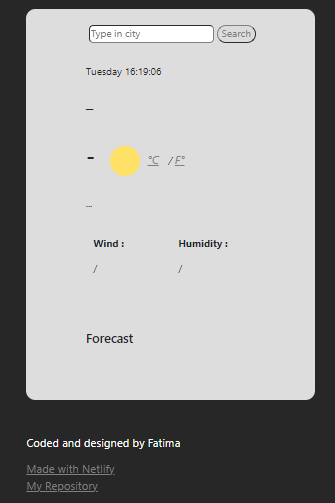 Type in city Search
Tuesday 16:19:06
_
- °C / F°
...
Wind : Humidity :
/ /
Forecast
Coded and designed by Fatima
Made with Netlify
My Repository